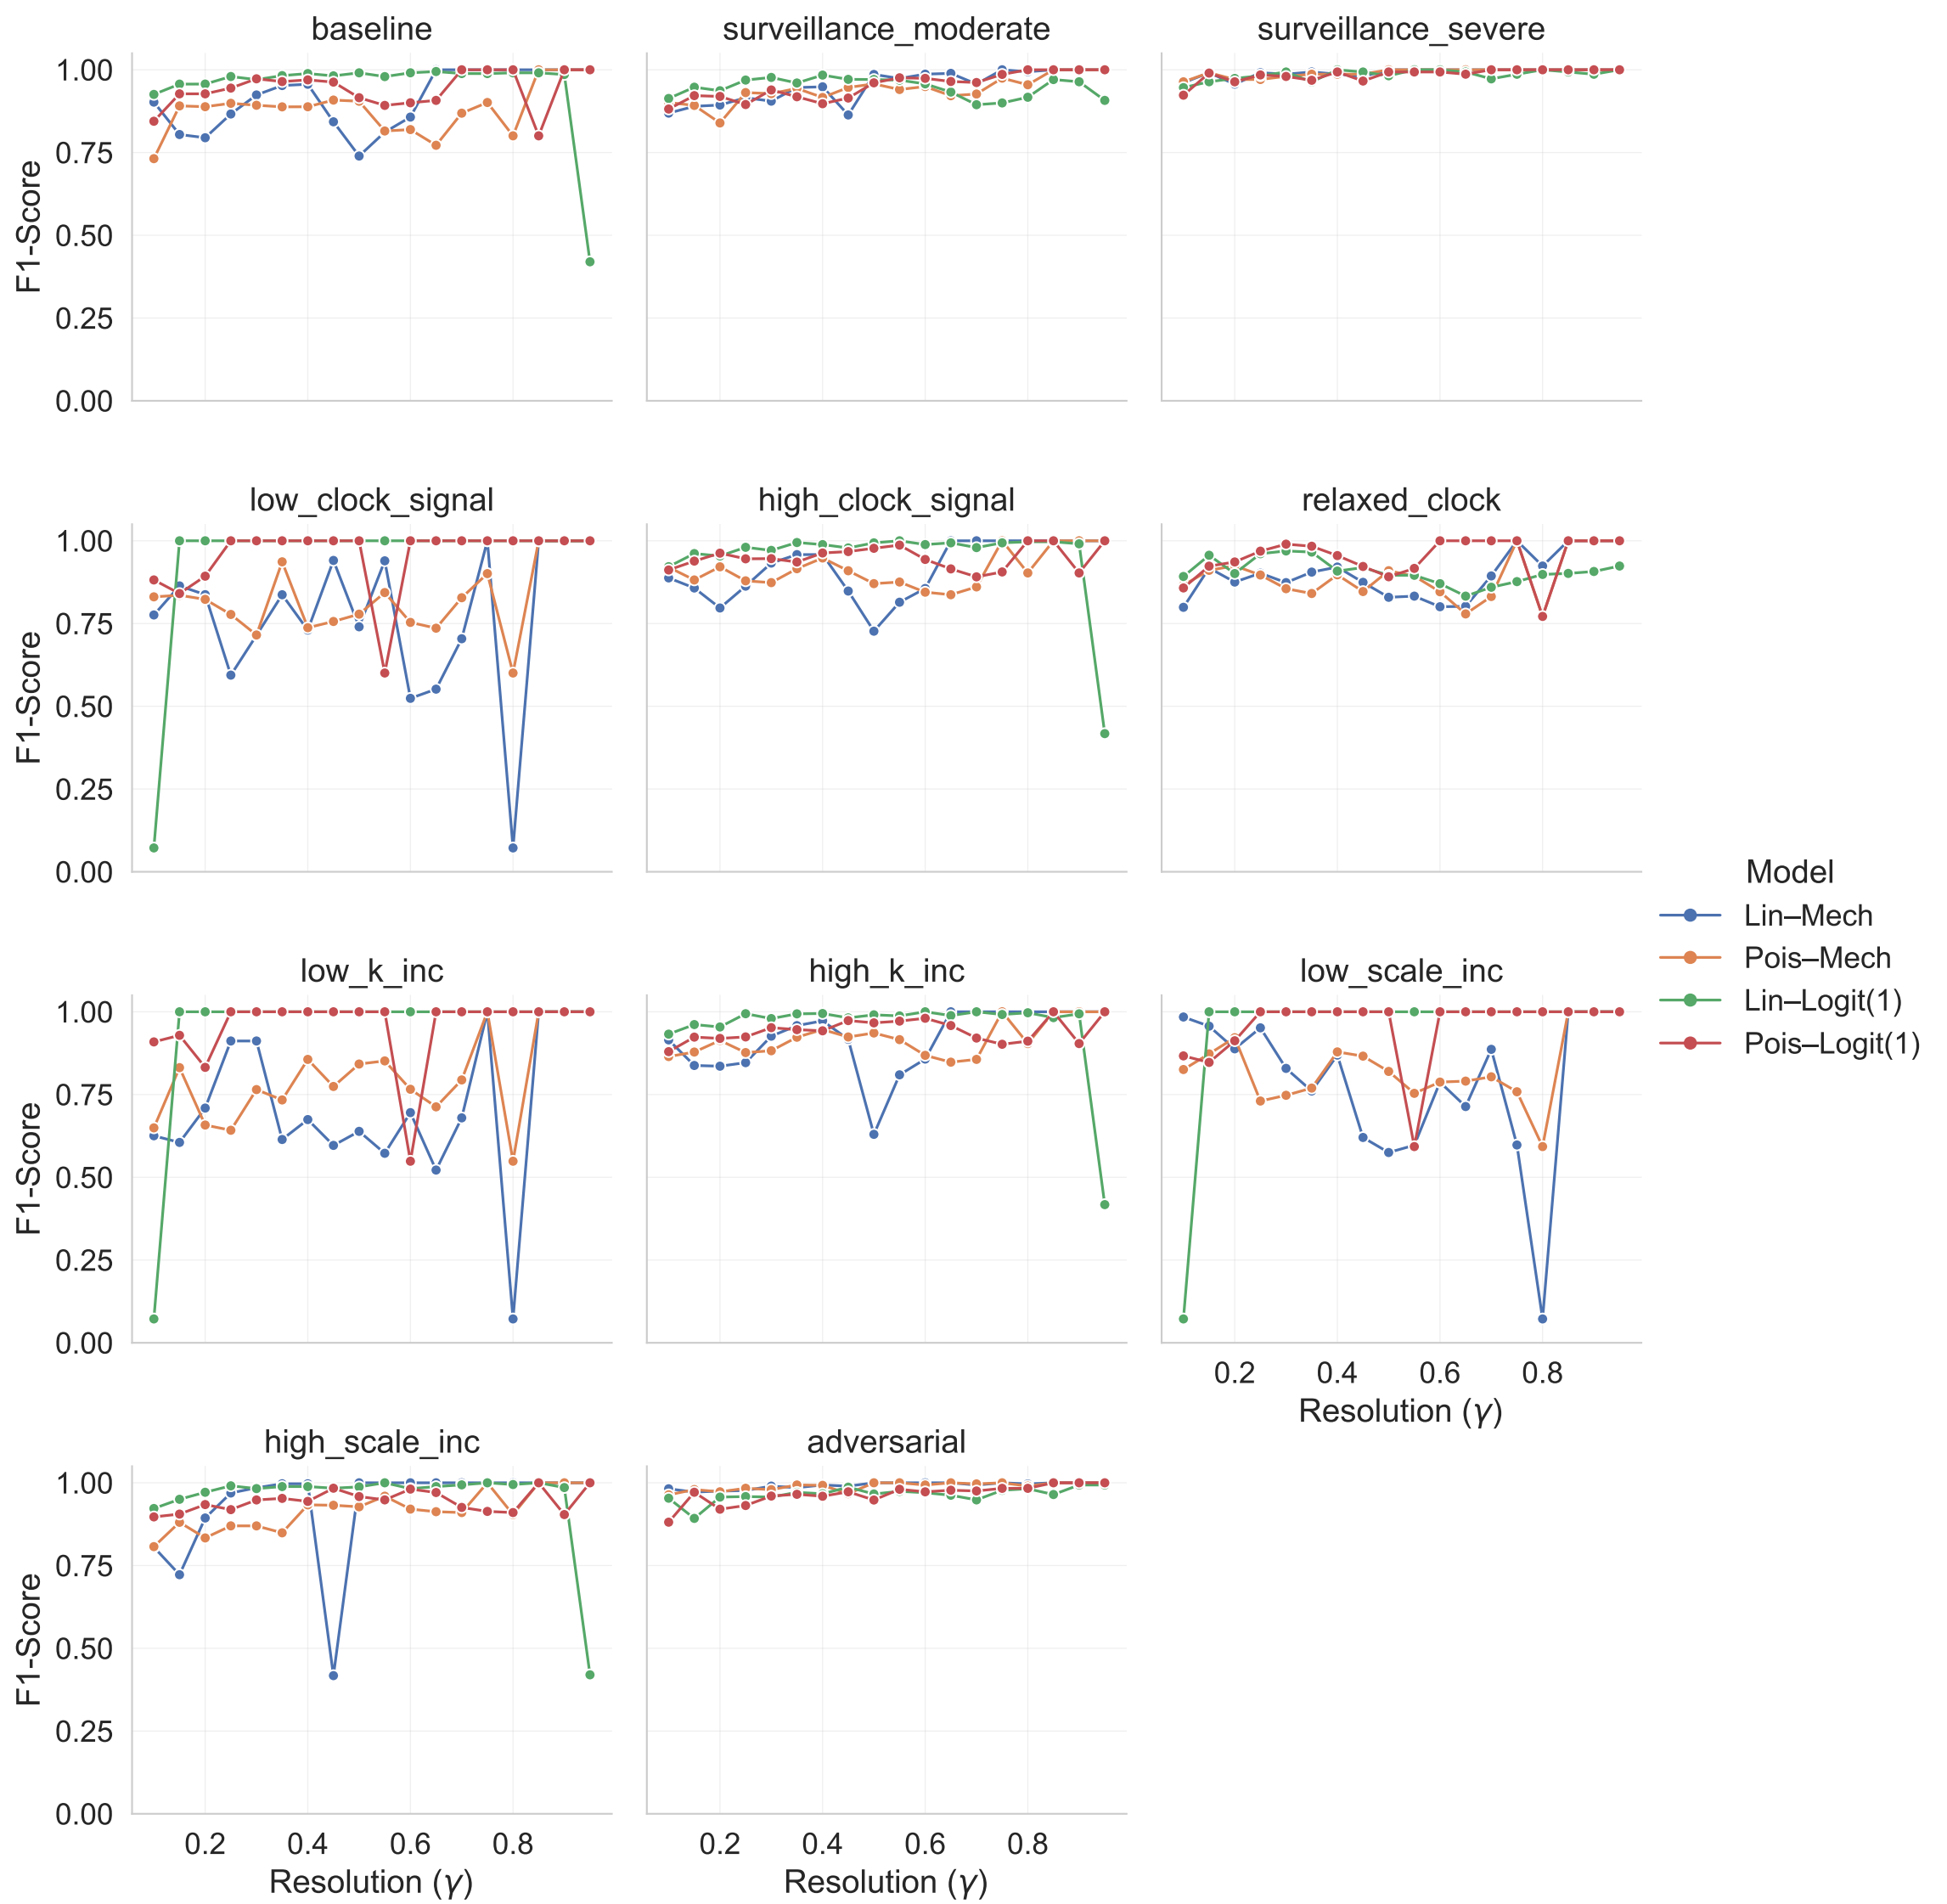 baseline
surveillance_moderate
surveillance_severe
1.00
0.75
0.50
0.25
0.00
F1-Score
low_clock_signal
high_clock_signal
relaxed_clock
1.00
0.75
0.50
0.25
0.00
F1-Score
Model
Lin–Mech
Pois–Mech
Lin–Logit(1)
Pois–Logit(1)
low_k_inc
high_k_inc
low_scale_inc
1.00
0.75
0.50
0.25
0.00
F1-Score
0.2 0.4 0.6 0.8
Resolution (γ)
high_scale_inc
adversarial
1.00
0.75
0.50
0.25
0.00
F1-Score
0.2 0.4 0.6 0.8
0.2 0.4 0.6 0.8
Resolution (γ)
Resolution (γ)